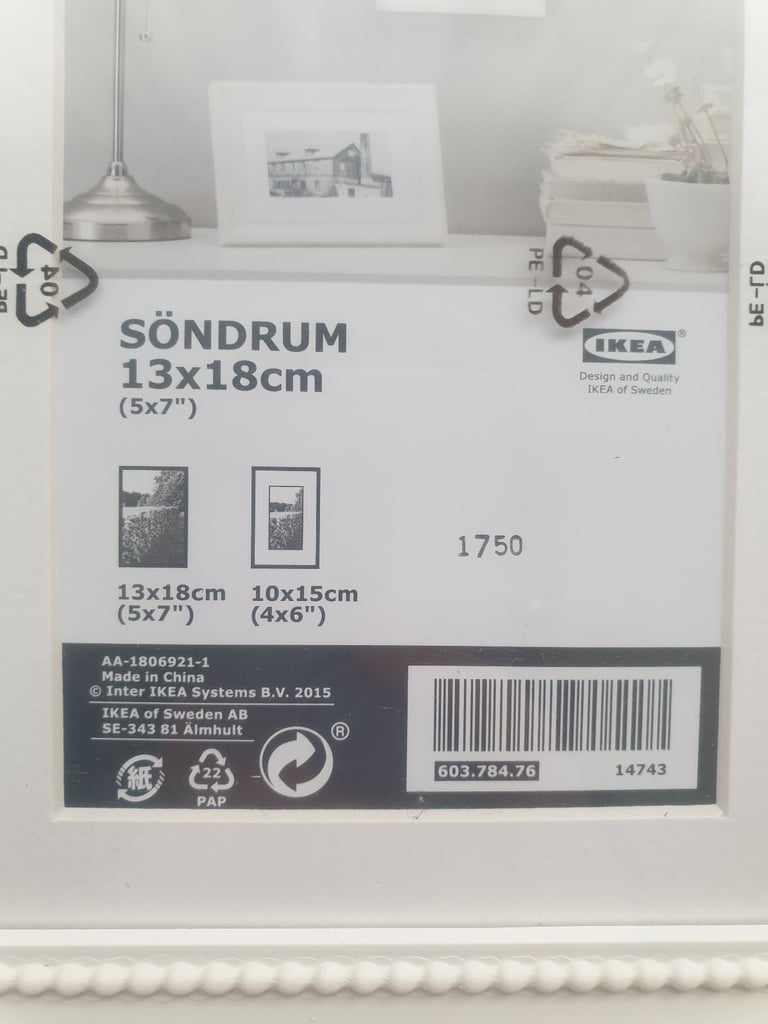 PE-LD
04
04
PE-LD
PE-LD
SÖNDRUM
13x18cm
(5x7")
IKEA®
Design and Quality
IKEA of Sweden
13x18cm
(5x7")
10x15cm
(4x6")
1750
AA-1806921-1
Made in China
© Inter IKEA Systems B.V. 2015
IKEA of Sweden AB
SE-343 81 Älmhult
紙
22
PAP
®
603.784.76
14743